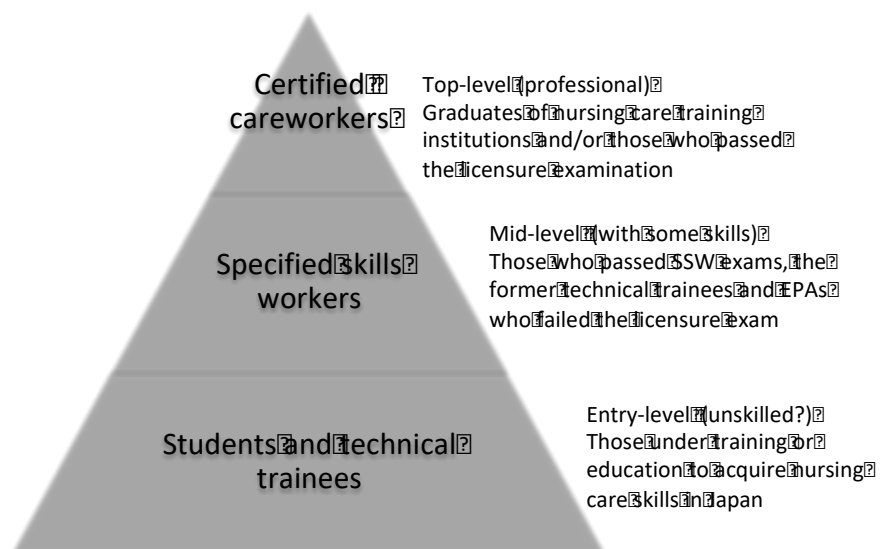 Certified
careworkers
Top-level (professional)
Graduates of nursing care training
institutions and/or those who passed
the licensure examination
Specified skills
workers
Mid-level (with some skills)
Those who passed SSW exams, the
former technical trainees and EPAs
who failed the licensure exam
Students and technical
trainees
Entry-level (unskilled?)
Those under training or
education to acquire nursing
care skills in Japan